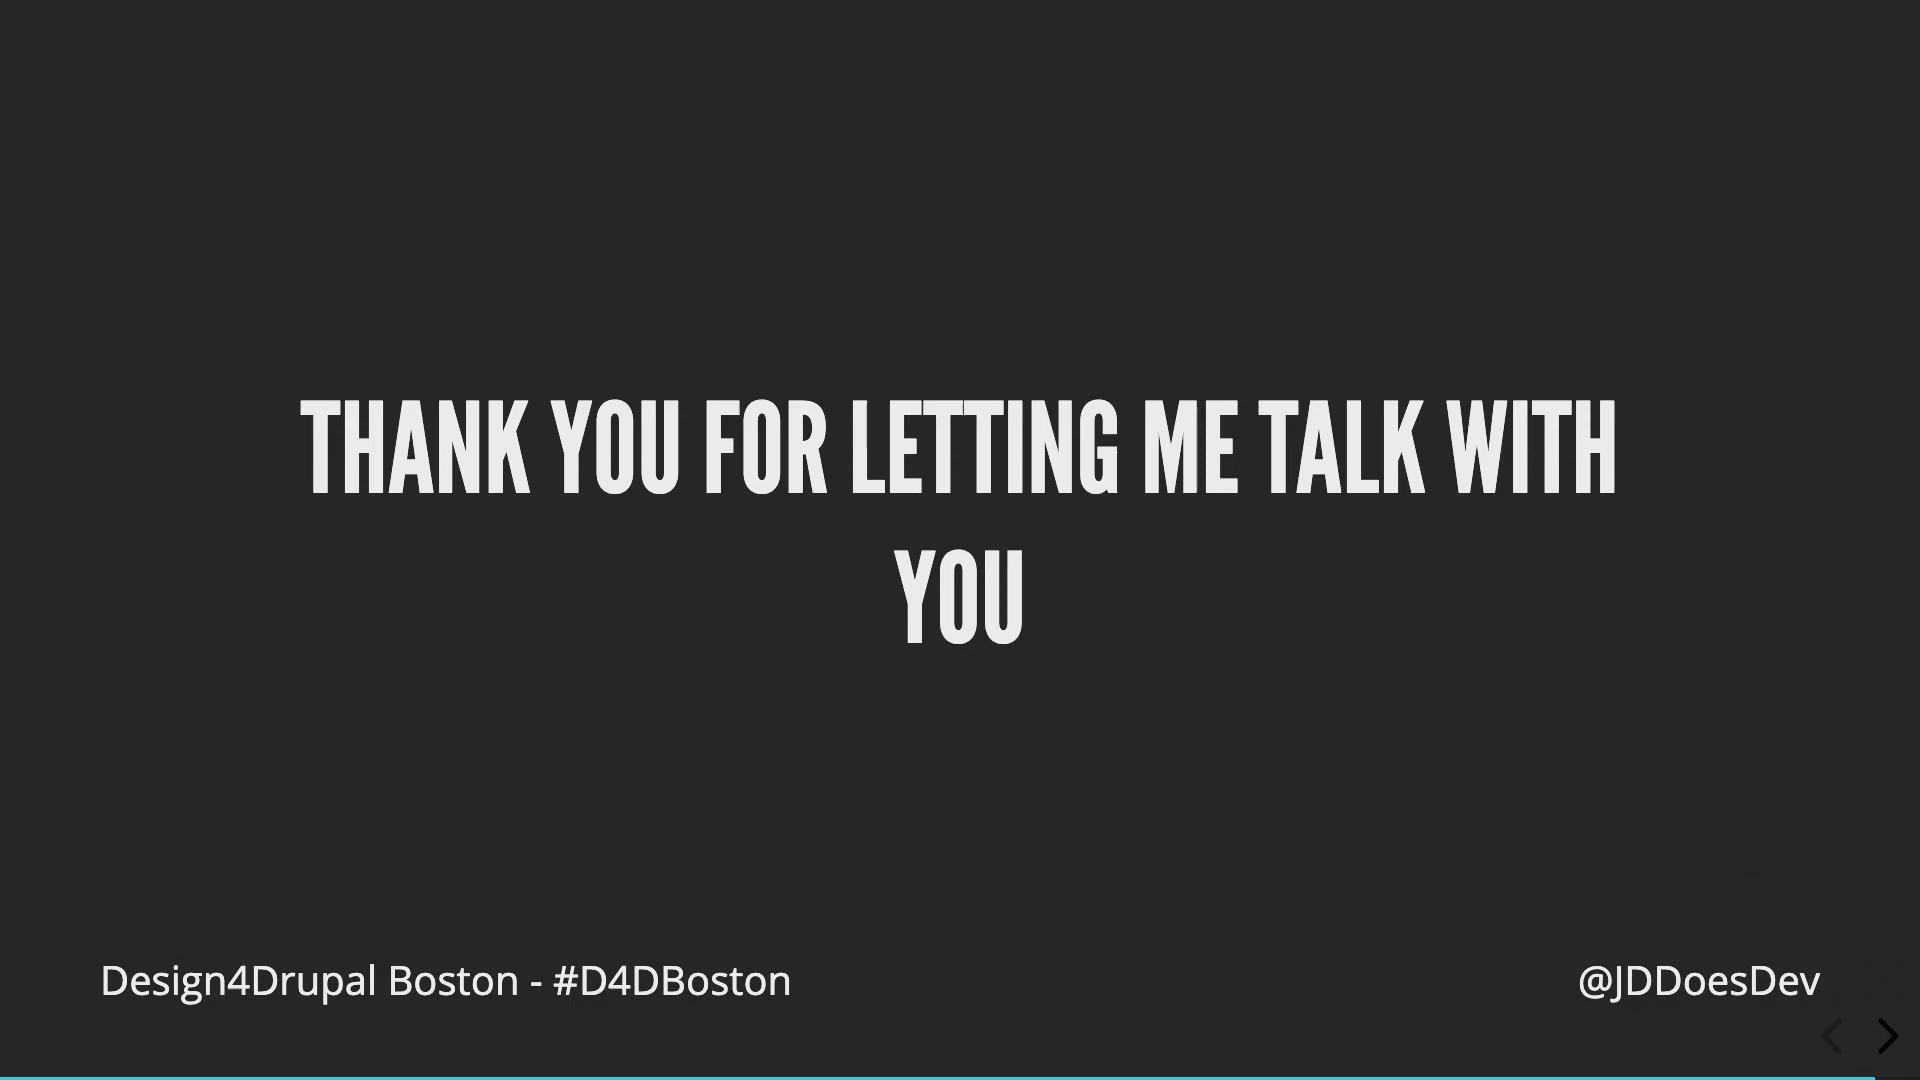 THANK YOU FOR LETTING ME TALK WITH
YOU
Design4Drupal Boston - #D4DBoston
@JDDoesDev